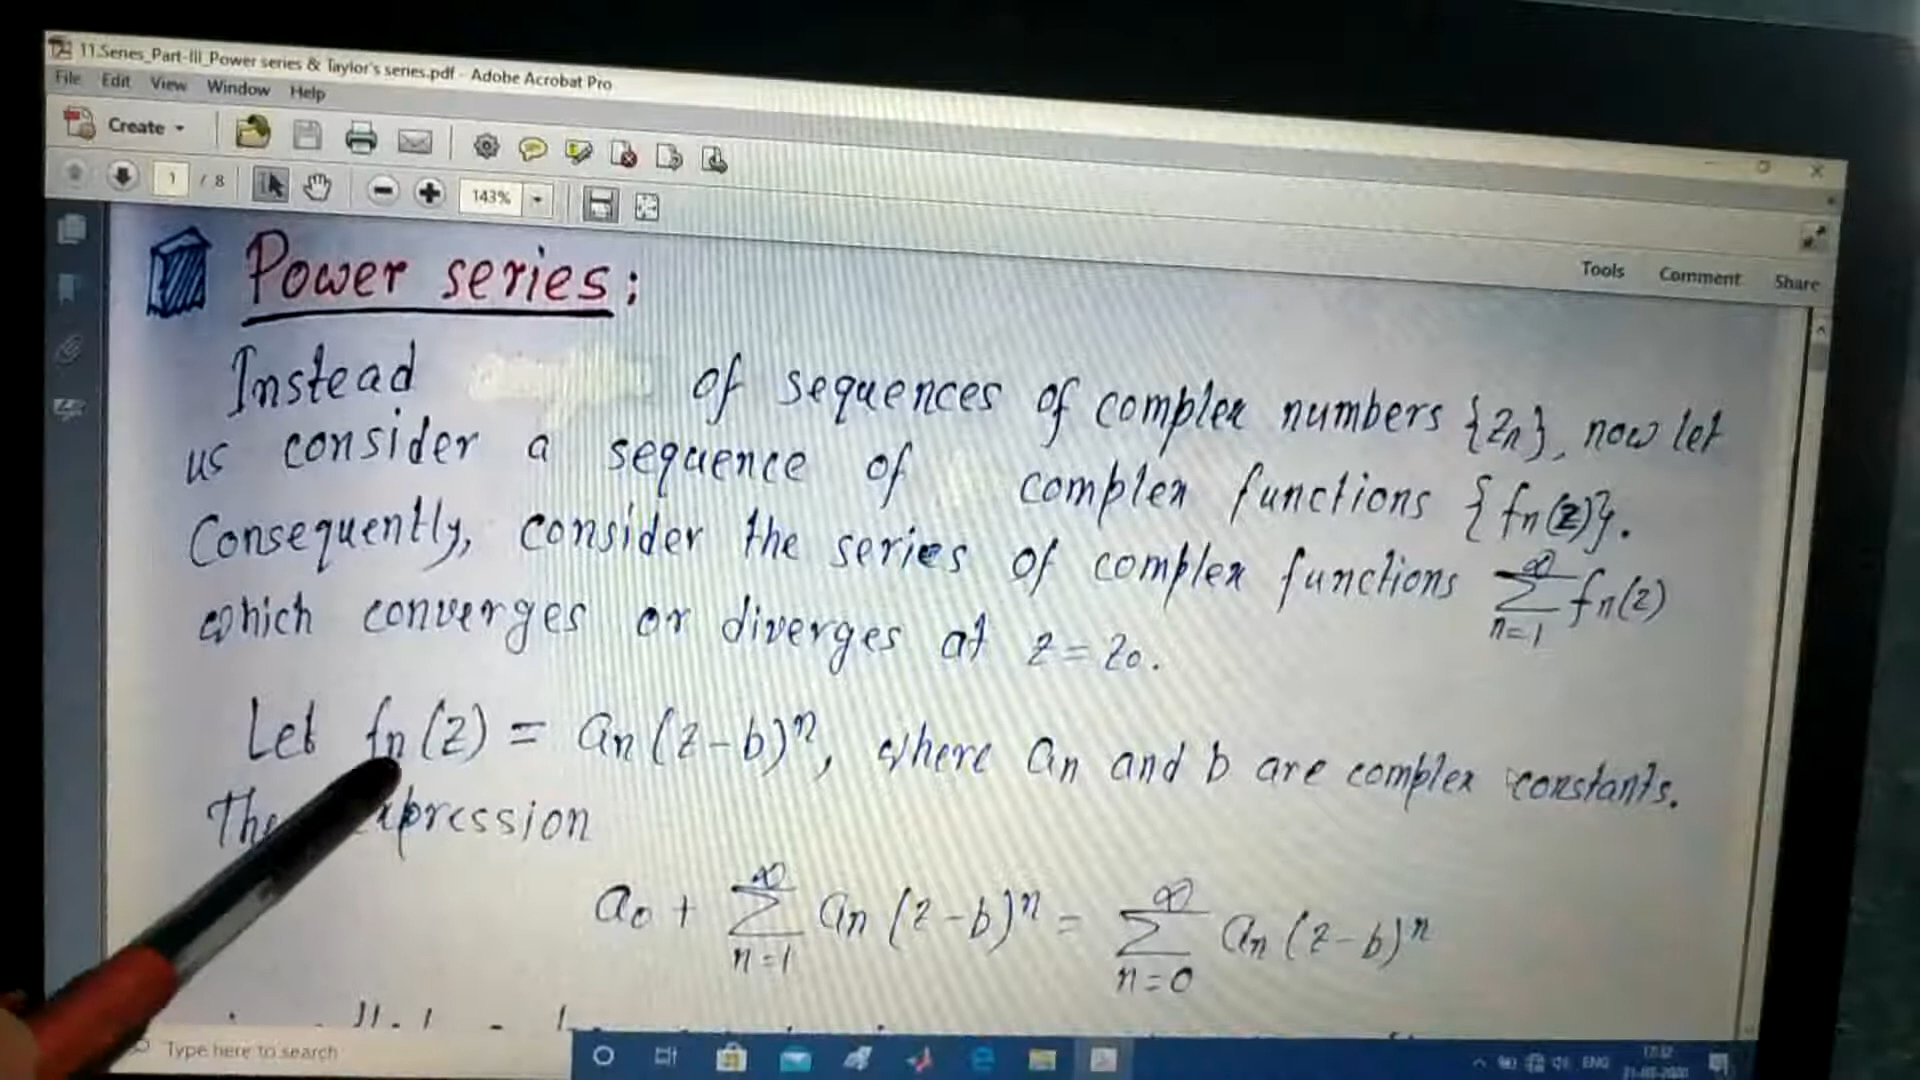 11.Series_Part-III_Power series & Taylor's series.pdf - Adobe Acrobat Pro
File Edit View Window Help
Create
1 / 8 143%
Tools Comment Share
Power series:
Instead of sequences of complex numbers {zn}, now let
us consider a sequence of complex functions {fn(z)}.
Consequently, consider the series of complex functions ∞∑n=1 fn(z)
which converges or diverges at z = z0.
Let fn(z) = an(z-b)^n, where an and b are complex constants.
The expression
a0 + ∞∑n=1 an(z-b)^n = ∞∑n=0 an(z-b)^n
Type here to search
ENG